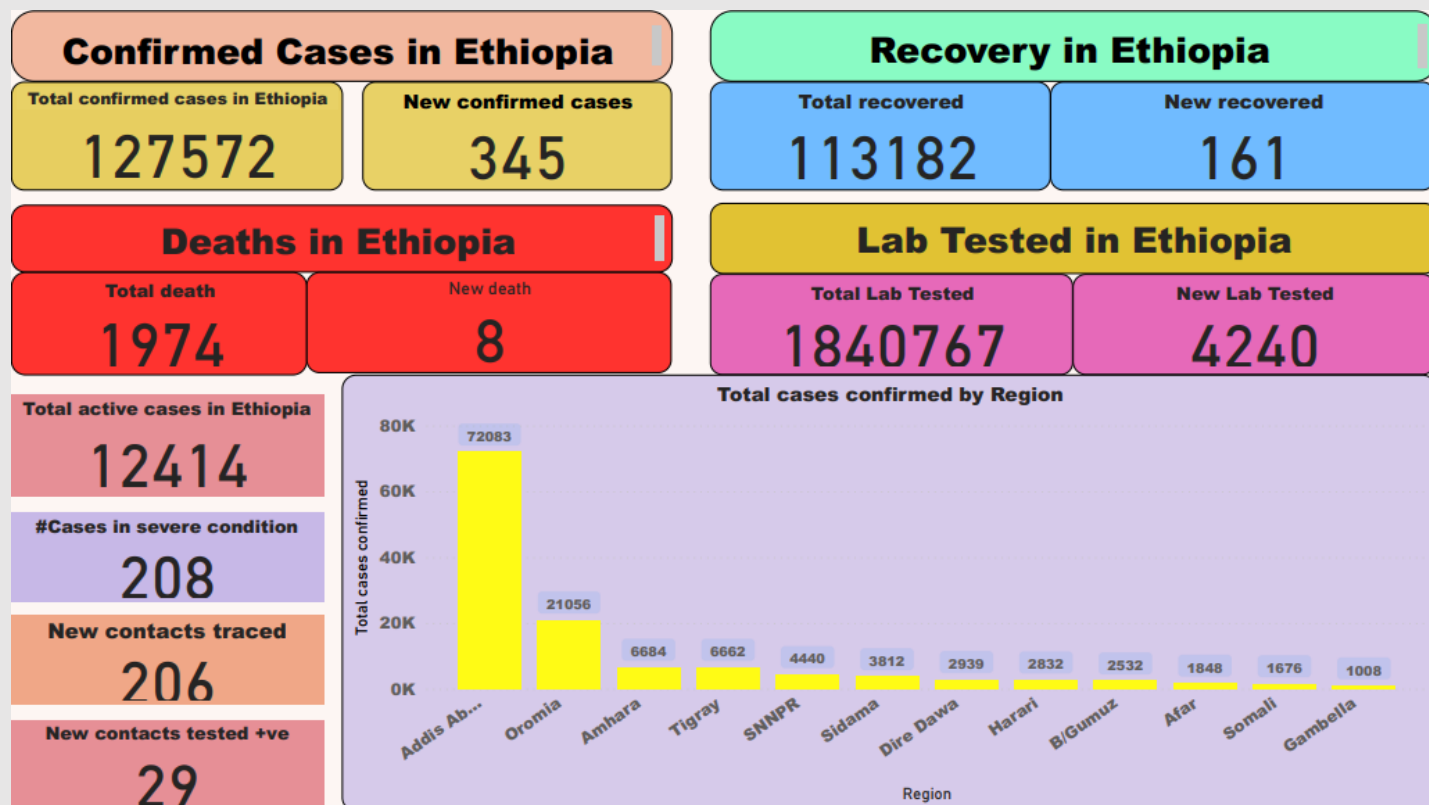 Confirmed Cases in Ethiopia
Total confirmed cases in Ethiopia
127572
New confirmed cases
345
Recovery in Ethiopia
Total recovered
113182
New recovered
161
Deaths in Ethiopia
Total death
1974
New death
8
Lab Tested in Ethiopia
Total Lab Tested
1840767
New Lab Tested
4240
Total active cases in Ethiopia
12414
#Cases in severe condition
208
New contacts traced
206
New contacts tested +ve
29
Total cases confirmed by Region
Total cases confirmed
80K
60K
40K
20K
0K
72083
21056
6684
6662
4440
3812
2939
2832
2532
1848
1676
1008
Addis Ab...
Oromia
Amhara
Tigray
SNNPR
Sidama
Dire Dawa
Harari
B/Gumuz
Afar
Somali
Gambella
Region